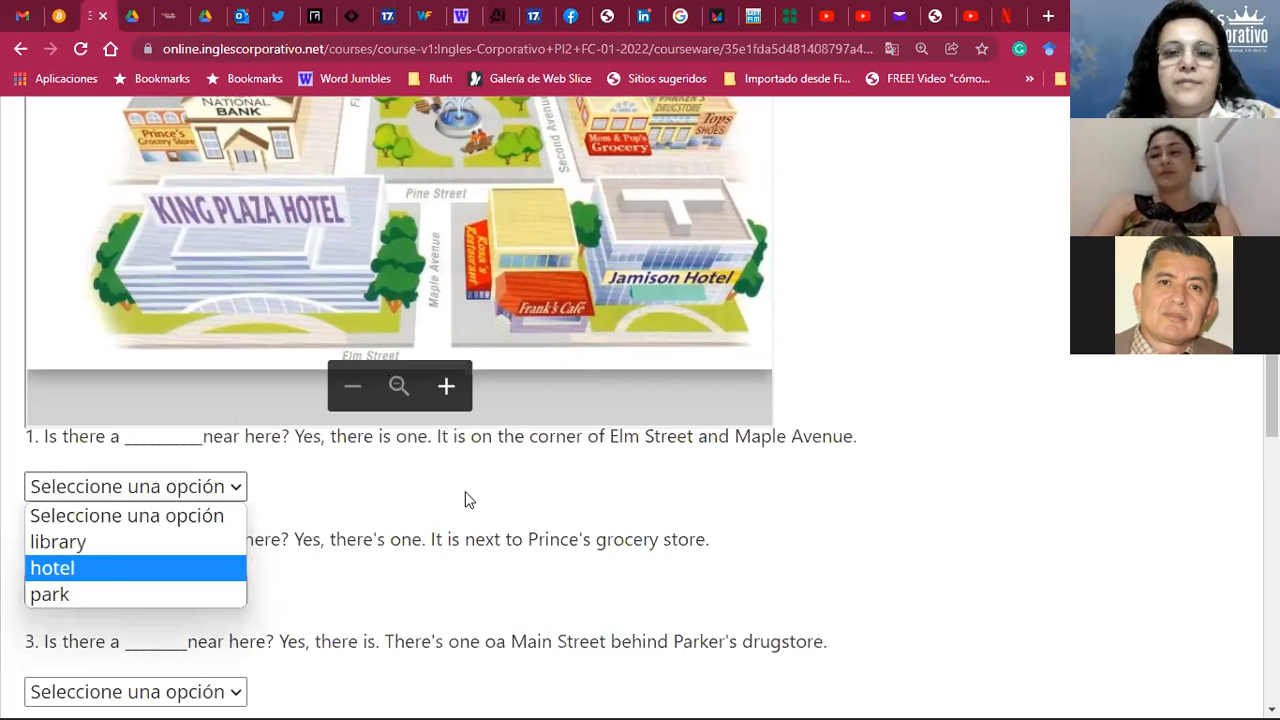 online.inglescorporativo.net/courses/course-v1:Ingles-Corporativo+PI2+FC-01-2022/courseware/35e1fda5d481408797a4...
Aplicaciones
Bookmarks
Bookmarks
Word Jumbles
Ruth
Galería de Web Slice
Sitios sugeridos
Importado desde Fi...
FREE! Video "cómo...
»
NATIONAL
BANK
Prince's
Grocery Store
Second Avenue
PARKER'S
DRUGSTORE
Tops
SHOES
Mom & Pop's
Grocery
Pine Street
KING PLAZA HOTEL
Maple Avenue
Rosa's
Restaurant
Frank's Café
Jamison Hotel
Elm Street
1. Is there a __________near here? Yes, there is one. It is on the corner of Elm Street and Maple Avenue.
Seleccione una opción
Seleccione una opción
library
hotel
park
here? Yes, there's one. It is next to Prince's grocery store.
3. Is there a ________near here? Yes, there is. There's one oa Main Street behind Parker's drugstore.
Seleccione una opción